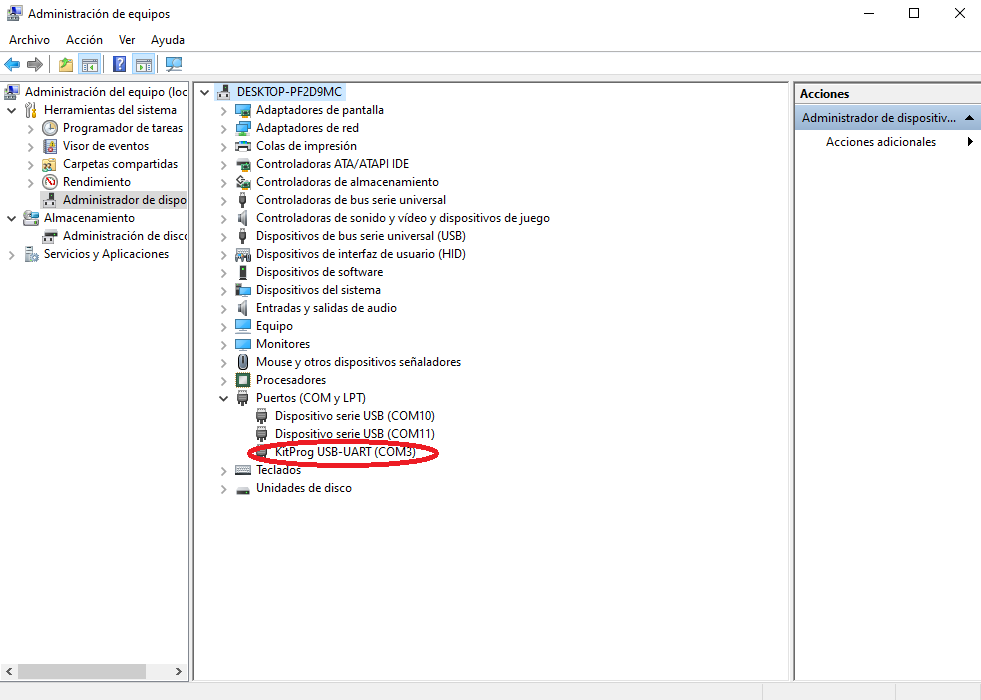 Administración de equipos
Archivo Acción Ver Ayuda
Administración del equipo (loc
Herramientas del sistema
Programador de tareas
Visor de eventos
Carpetas compartidas
Rendimiento
Administrador de dispo
Almacenamiento
Administración de disco
Servicios y Aplicaciones
DESKTOP-PF2D9MC
Adaptadores de pantalla
Adaptadores de red
Colas de impresión
Controladoras ATA/ATAPI IDE
Controladoras de almacenamiento
Controladoras de bus serie universal
Controladoras de sonido y vídeo y dispositivos de juego
Dispositivos de bus serie universal (USB)
Dispositivos de interfaz de usuario (HID)
Dispositivos de software
Dispositivos del sistema
Entradas y salidas de audio
Equipo
Monitores
Mouse y otros dispositivos señaladores
Procesadores
Puertos (COM y LPT)
Dispositivo serie USB (COM10)
Dispositivo serie USB (COM11)
KitProg USB-UART (COM3)
Teclados
Unidades de disco
Acciones
Administrador de dispositiv...
Acciones adicionales